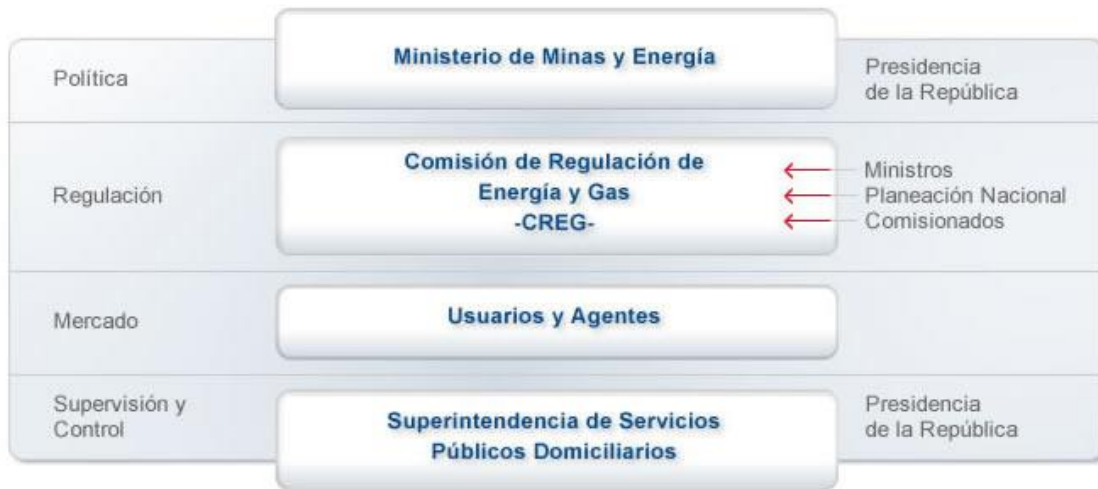 Política
Ministerio de Minas y Energía
Presidencia
de la República
Regulación
Comisión de Regulación de
Energía y Gas
-CREG-
Ministros
Planeación Nacional
Comisionados
Mercado
Usuarios y Agentes
Supervisión y
Control
Superintendencia de Servicios
Públicos Domiciliarios
Presidencia
de la República